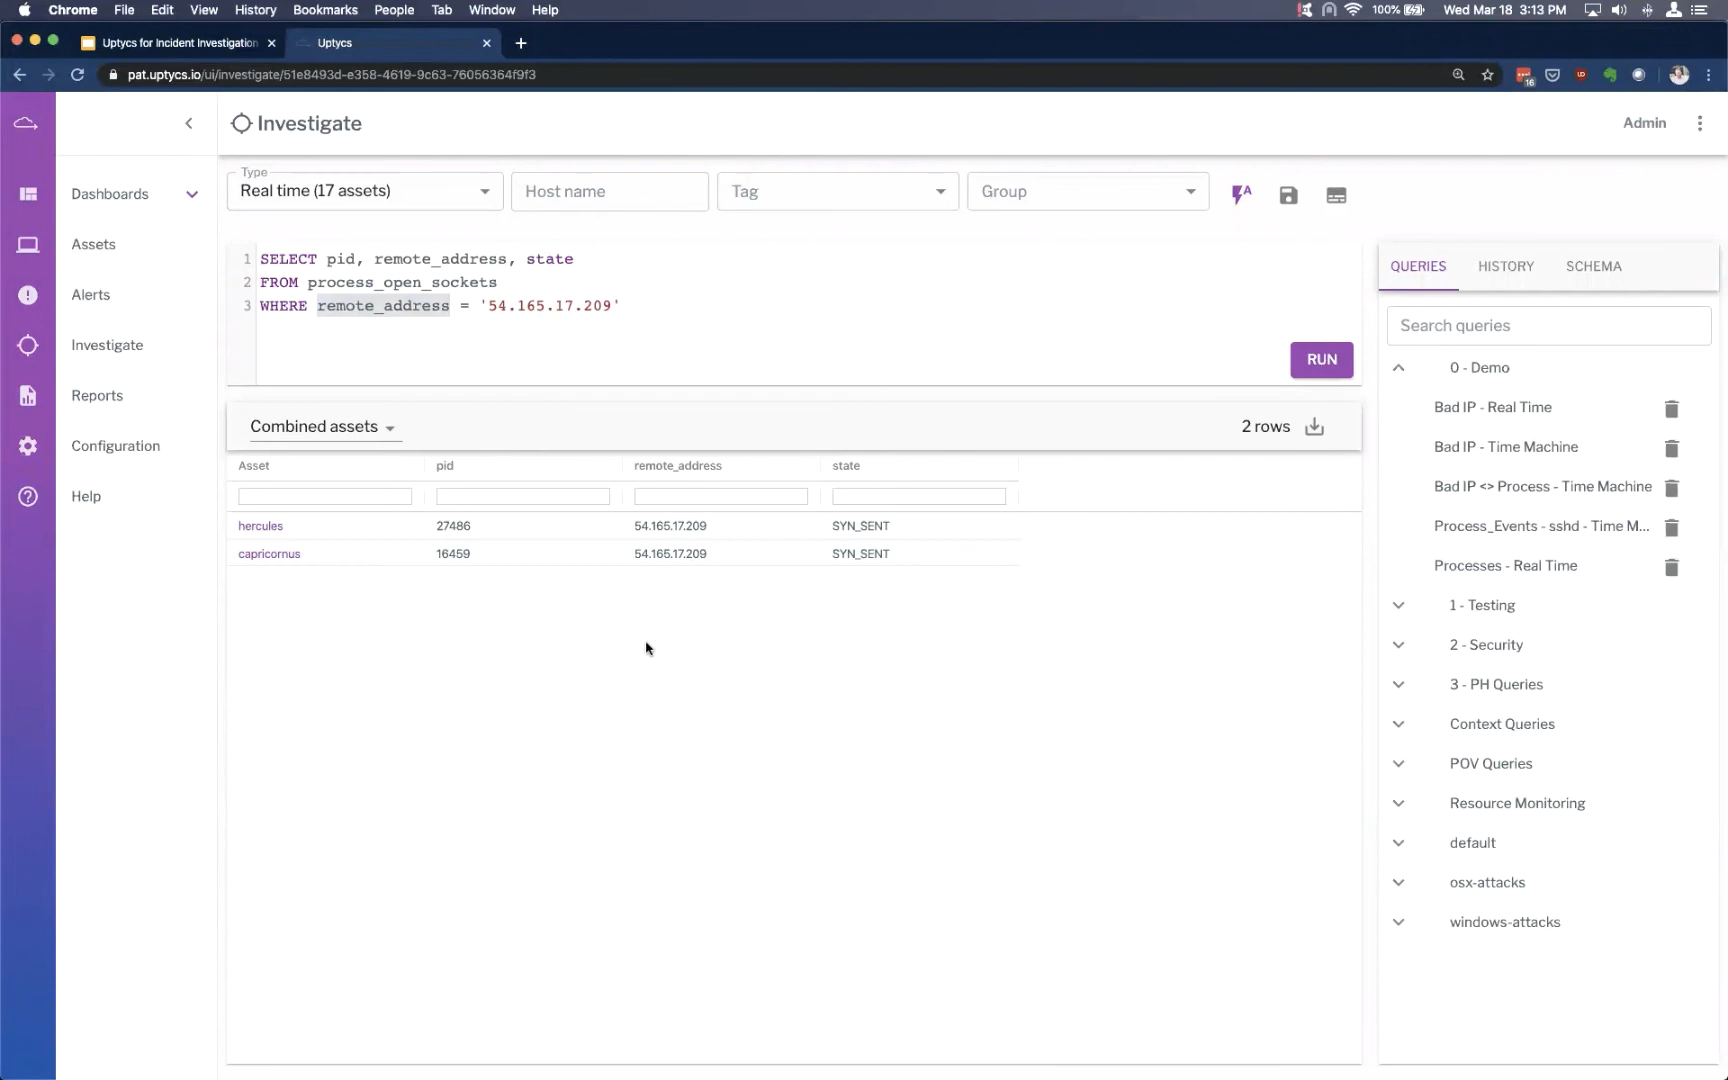 Chrome File Edit View History Bookmarks People Tab Window Help 100% Wed Mar 18 3:13 PM
Uptycs for Incident Investigation Uptycs
pat.uptycs.io/ui/investigate/51e8493d-e358-4619-9c63-76056364f9f3 16
Investigate Admin
Dashboards
Assets
Alerts
Investigate
Reports
Configuration
Help
Type
Real time (17 assets) Host name Tag Group
1 SELECT pid, remote_address, state
2 FROM process_open_sockets
3 WHERE remote_address = '54.165.17.209'
RUN
Combined assets 2 rows
Asset pid remote_address state
hercules 27486 54.165.17.209 SYN_SENT
capricornus 16459 54.165.17.209 SYN_SENT
QUERIES HISTORY SCHEMA
Search queries
0 - Demo
Bad IP - Real Time
Bad IP - Time Machine
Bad IP <> Process - Time Machine
Process_Events - sshd - Time M...
Processes - Real Time
1 - Testing
2 - Security
3 - PH Queries
Context Queries
POV Queries
Resource Monitoring
default
osx-attacks
windows-attacks